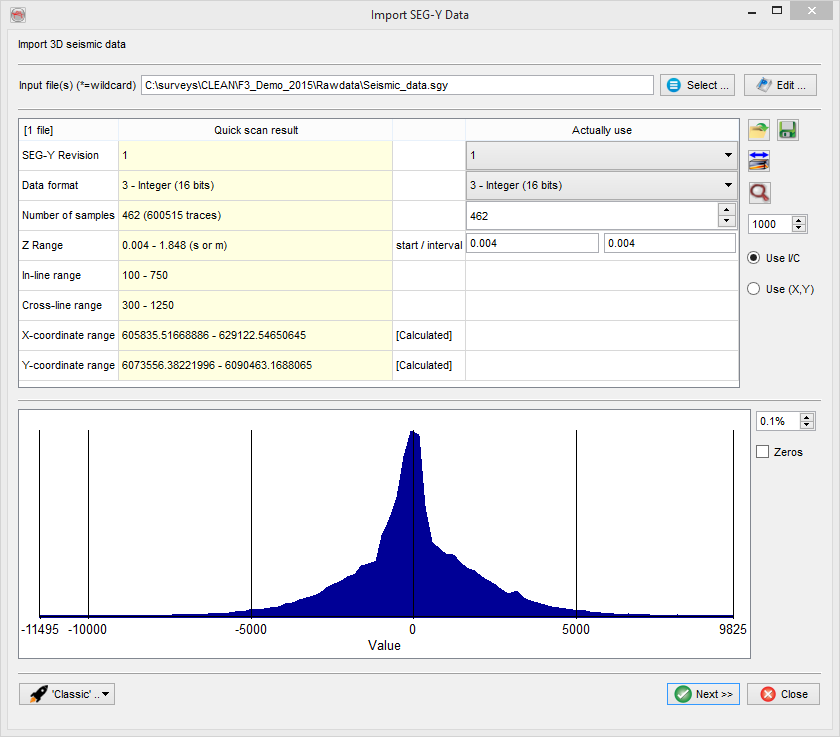 Import SEG-Y Data
Import 3D seismic data
Input file(s) (*=wildcard) C:\surveys\CLEAN\F3_Demo_2015\Rawdata\Seismic_data.sgy Select ... Edit ...
[1 file] Quick scan result Actually use
SEG-Y Revision 1 1
Data format 3 - Integer (16 bits) 3 - Integer (16 bits)
Number of samples 462 (600515 traces) 462
1000
Z Range 0.004 - 1.848 (s or m) start / interval 0.004 0.004
Use I/C
In-line range 100 - 750
Use (X,Y)
Cross-line range 300 - 1250
X-coordinate range 605835.51668886 - 629122.54650645 [Calculated]
Y-coordinate range 6073556.38221996 - 6090463.1688065 [Calculated]
0.1%
Zeros
-11495 -10000 -5000 0 5000 9825
Value
'Classic' .. Next >> Close